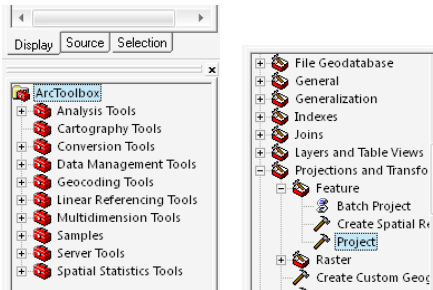 Display Source Selection
ArcToolbox
Analysis Tools
Cartography Tools
Conversion Tools
Data Management Tools
Geocoding Tools
Linear Referencing Tools
Multidimension Tools
Samples
Server Tools
Spatial Statistics Tools
File Geodatabase
General
Generalization
Indexes
Joins
Layers and Table Views
Projections and Transfo
Feature
Batch Project
Create Spatial Re
Project
Raster
Create Custom Geog